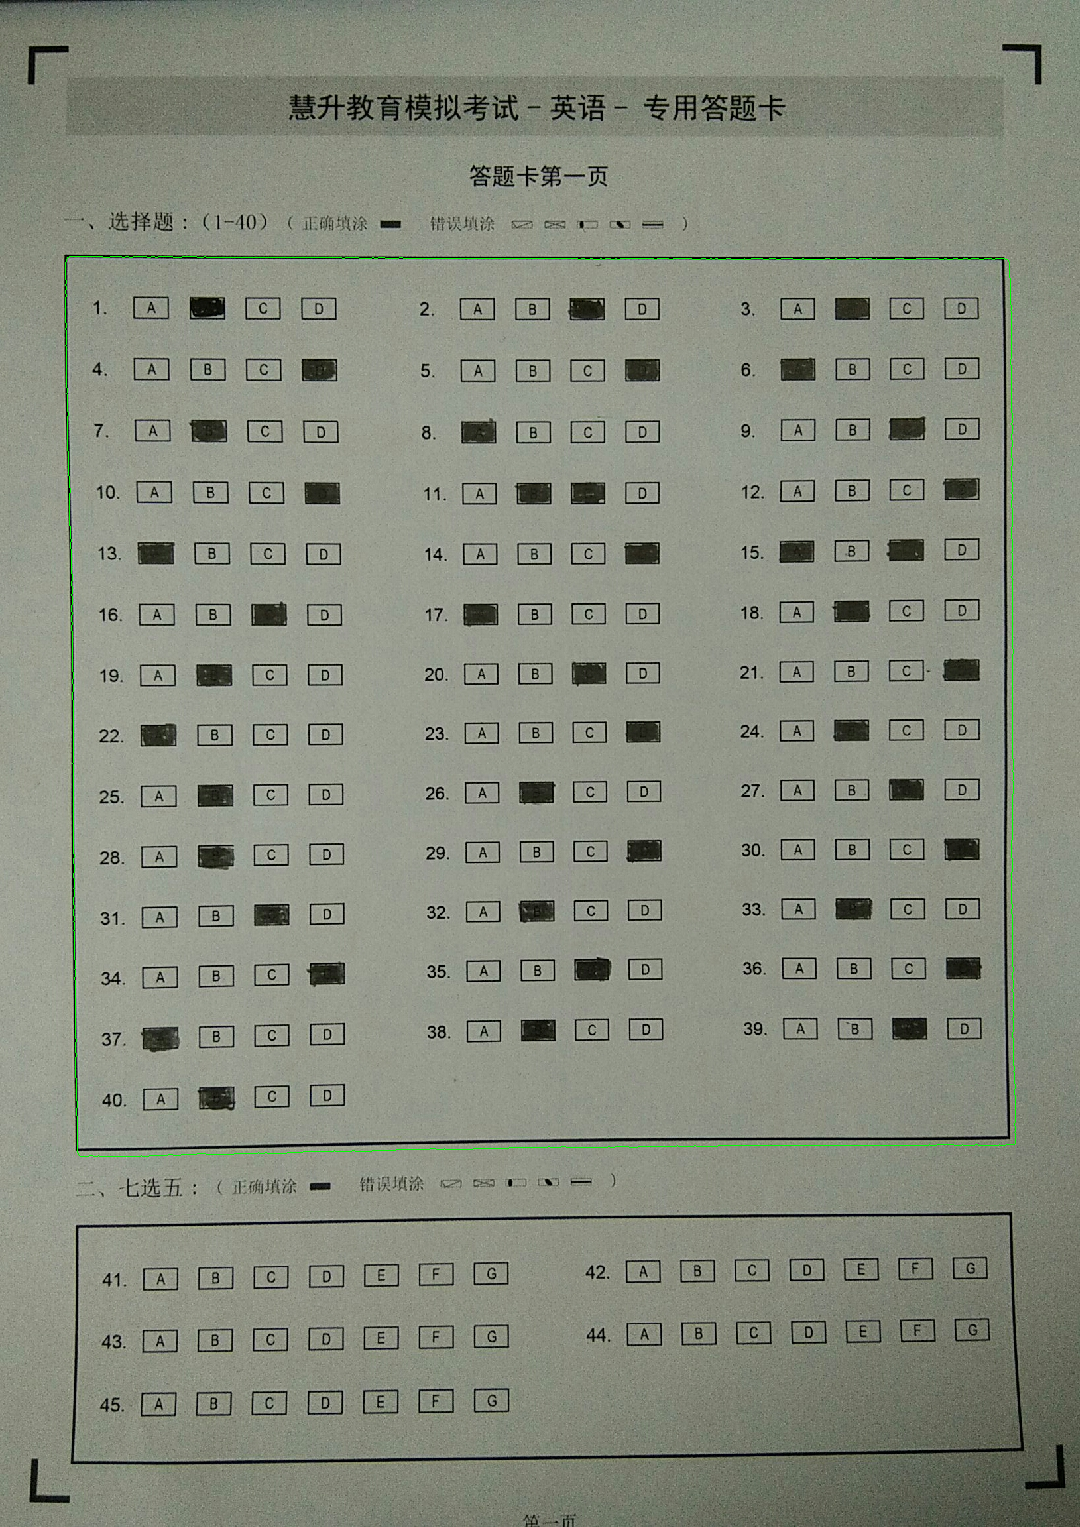 慧升教育模拟考试-英语- 专用答题卡
答题卡第一页
一、选择题:(1-40)( 正确填涂 错误填涂 )
1. A C D 2. A B D 3. A C D
4. A B C 5. A B C 6. B C D
7. A C D 8. B C D 9. A B D
10. A B C 11. A D 12. A B C
13. B C D 14. A B C 15. B D
16. A B D 17. B C D 18. A C D
19. A C D 20. A B D 21. A B C
22. B C D 23. A B C 24. A C D
25. A C D 26. A C D 27. A B D
28. A C D 29. A B C 30. A B C
31. A B D 32. A C D 33. A C D
34. A B C 35. A B D 36. A B C
37. B C D 38. A C D 39. A B D
40. A C D
二、七选五:( 正确填涂 错误填涂 )
41. A B C D E F G 42. A B C D E F G
43. A B C D E F G 44. A B C D E F G
45. A B C D E F G
第一页